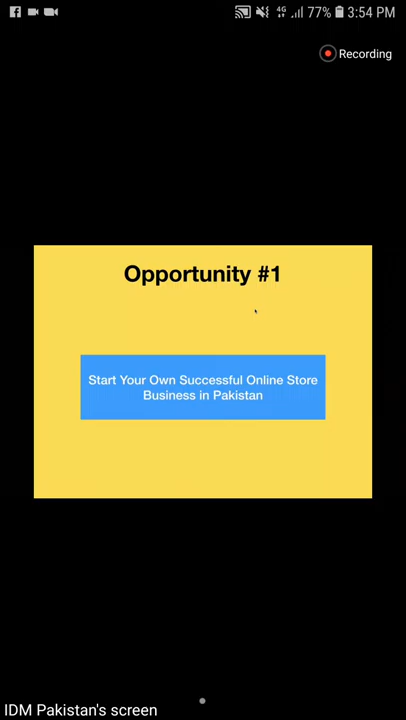 4G 77% 3:54 PM
Recording
Opportunity #1
Start Your Own Successful Online Store
Business in Pakistan
IDM Pakistan's screen